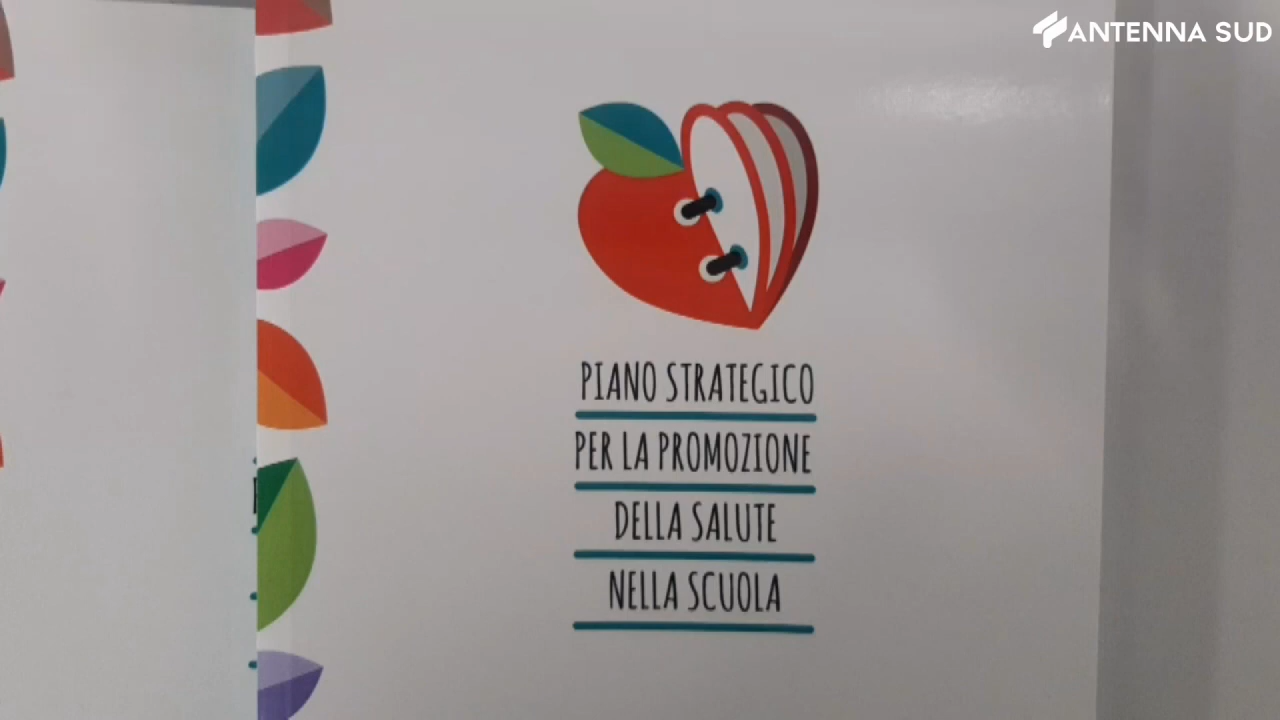 ANTENNA SUD
PIANO STRATEGICO
PER LA PROMOZIONE
DELLA SALUTE
NELLA SCUOLA